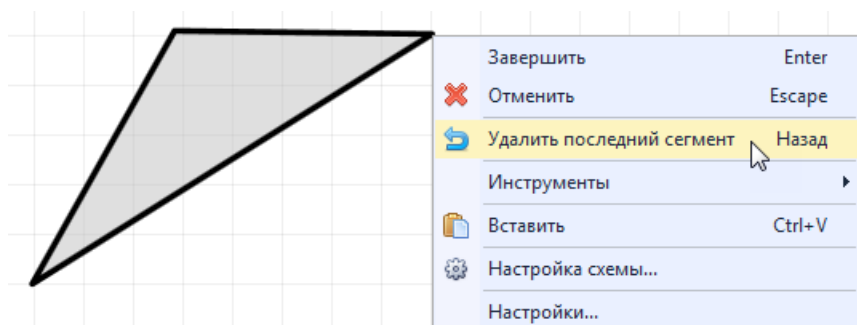 Завершить Enter
Отменить Escape
Удалить последний сегмент Назад
Инструменты
Вставить Ctrl+V
Настройка схемы...
Настройки...